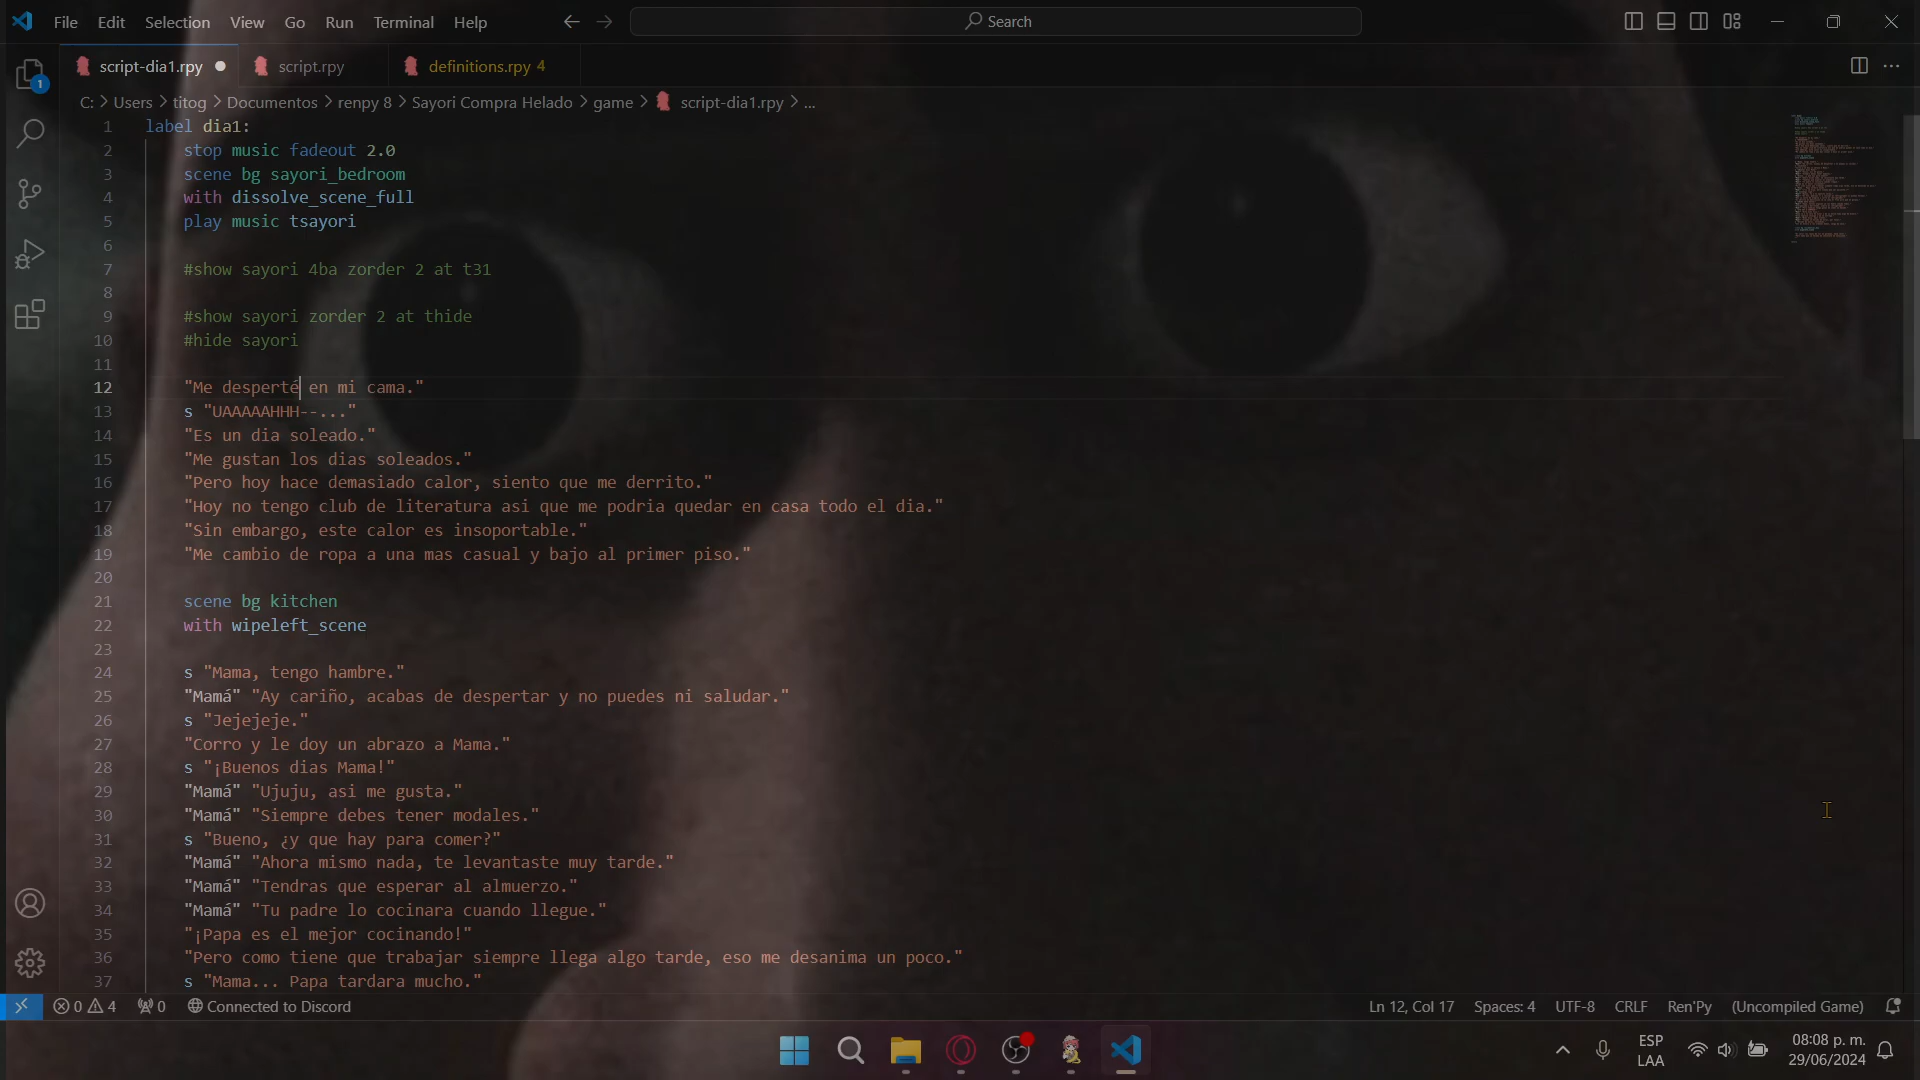 File Edit Selection View Go Run Terminal Help Search
script-dia1.rpy script.rpy definitions.rpy 4
C: > Users > titog > Documentos > renpy 8 > Sayori Compra Helado > game > script-dia1.rpy > ...
1 label dia1:
2 stop music fadeout 2.0
3 scene bg sayori_bedroom
4 with dissolve_scene_full
5 play music tsayori
6
7 #show sayori 4ba zorder 2 at t31
8
9 #show sayori zorder 2 at thide
10 #hide sayori
11
12 "Me desperté en mi cama."
13 s "UAAAAAHHH--..."
14 "Es un dia soleado."
15 "Me gustan los dias soleados."
16 "Pero hoy hace demasiado calor, siento que me derrito."
17 "Hoy no tengo club de literatura asi que me podria quedar en casa todo el dia."
18 "Sin embargo, este calor es insoportable."
19 "Me cambio de ropa a una mas casual y bajo al primer piso."
20
21 scene bg kitchen
22 with wipeleft_scene
23
24 s "Mama, tengo hambre."
25 "Mamá" "Ay cariño, acabas de despertar y no puedes ni saludar."
26 s "Jejejeje."
27 "Corro y le doy un abrazo a Mama."
28 s "¡Buenos dias Mama!"
29 "Mamá" "Ujuju, asi me gusta."
30 "Mamá" "Siempre debes tener modales."
31 s "Bueno, ¿y que hay para comer?"
32 "Mamá" "Ahora mismo nada, te levantaste muy tarde."
33 "Mamá" "Tendras que esperar al almuerzo."
34 "Mamá" "Tu padre lo cocinara cuando llegue."
35 "¡Papa es el mejor cocinando!"
36 "Pero como tiene que trabajar siempre llega algo tarde, eso me desanima un poco."
37 s "Mama... Papa tardara mucho."
1
0 4 0 Connected to Discord Ln 12, Col 17 Spaces: 4 UTF-8 CRLF Ren'Py (Uncompiled Game)
ESP
LAA
08:08 p. m.
29/06/2024